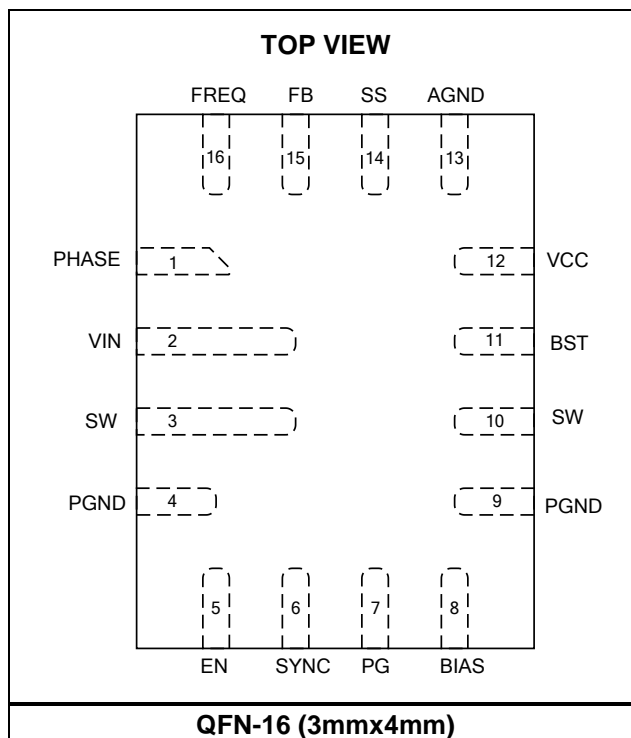 TOP VIEW
FREQ FB SS AGND
16 15 14 13
PHASE 1 12 VCC
VIN 2 11 BST
SW 3 10 SW
PGND 4 9 PGND
5 6 7 8
EN SYNC PG BIAS
QFN-16 (3mmx4mm)